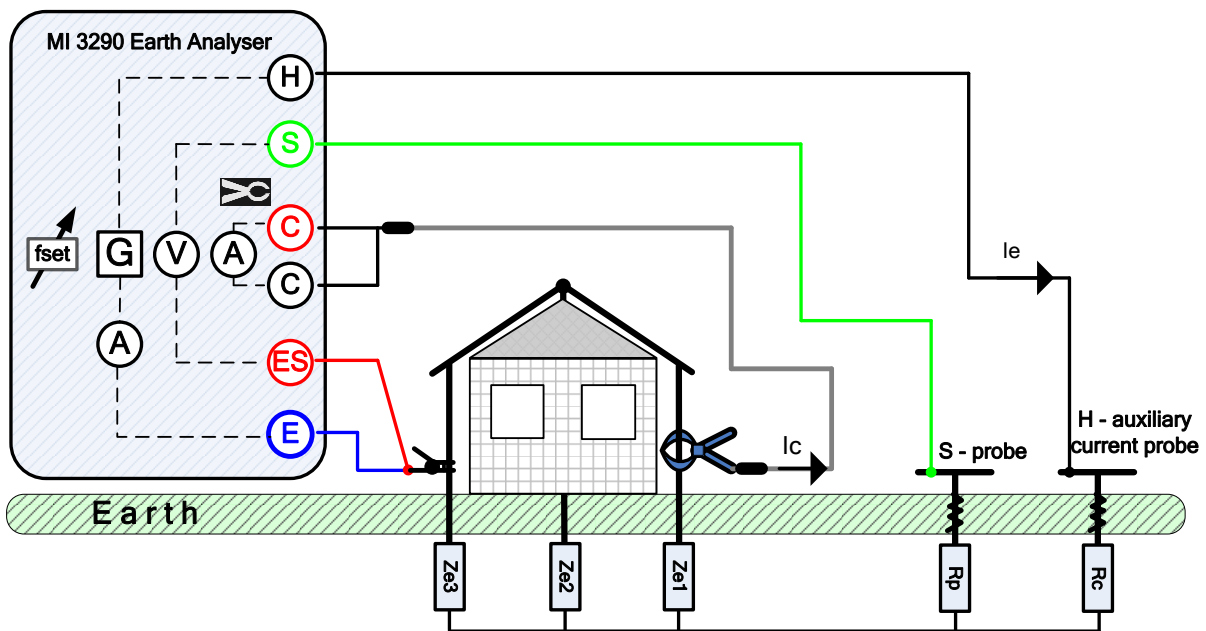 MI 3290 Earth Analyser
H
S
C
fset
G
V
A
C
A
ES
E
Ie
Ic
S - probe
H - auxiliary
current probe
Earth
Ze3
Ze2
Ze1
Rp
Rc